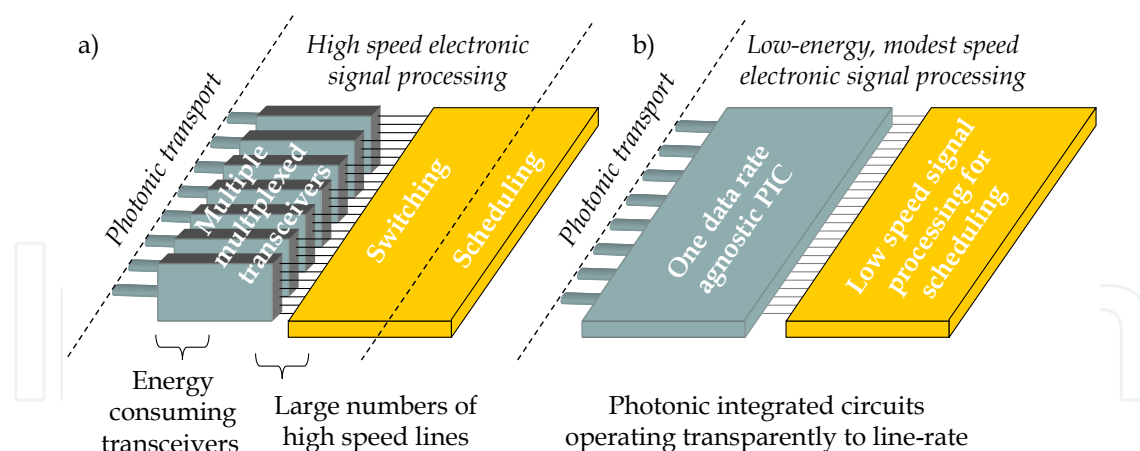 a)
High speed electronic
signal processing
Photonic transport
Multiple
multiplexed
transceivers
Switching
Scheduling
Energy
consuming
transceivers
Large numbers of
high speed lines
b)
Low-energy, modest speed
electronic signal processing
Photonic transport
One data rate
agnostic PIC
Low speed signal
processing for
scheduling
Photonic integrated circuits
operating transparently to line-rate